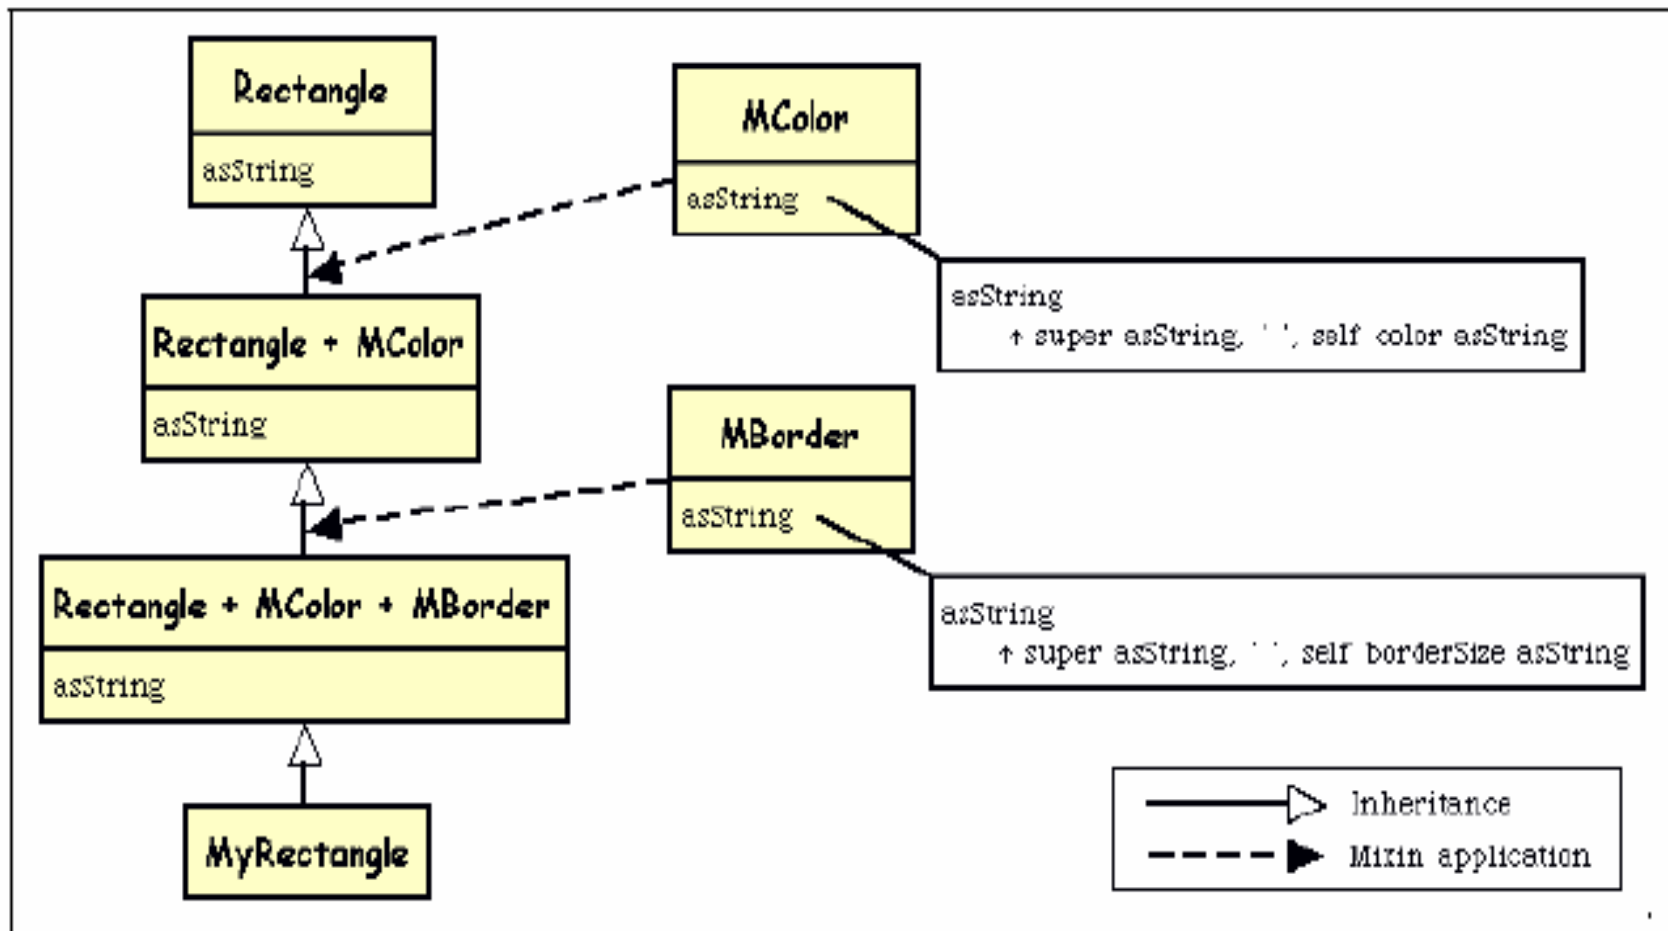 Rectangle
asString
MColor
asString
asString
↑ super asString, ' ', self color asString
Rectangle + MColor
asString
MBorder
asString
asString
↑ super asString, ' ', self borderSize asString
Rectangle + MColor + MBorder
asString
MyRectangle
Inheritance
Mixin application